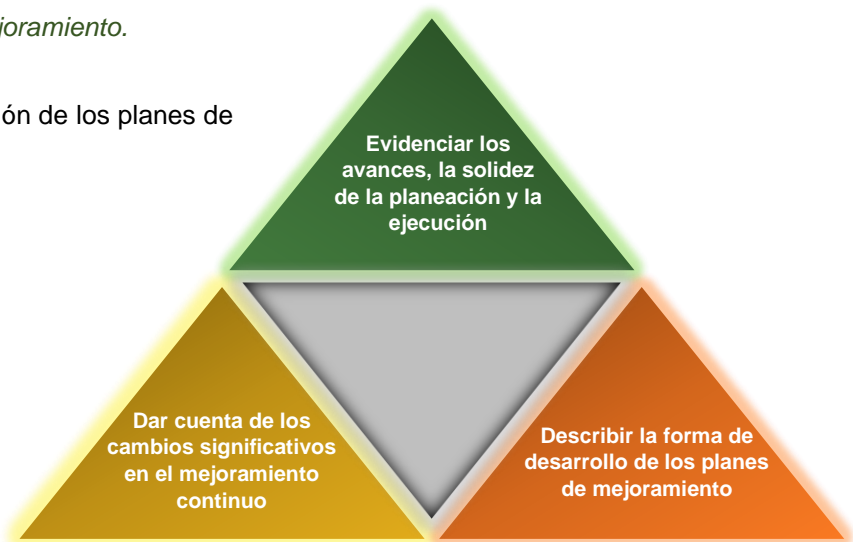 joramiento.
ón de los planes de
Evidenciar los
avances, la solidez
de la planeación y la
ejecución
Dar cuenta de los
cambios significativos
en el mejoramiento
continuo
Describir la forma de
desarrollo de los planes
de mejoramiento